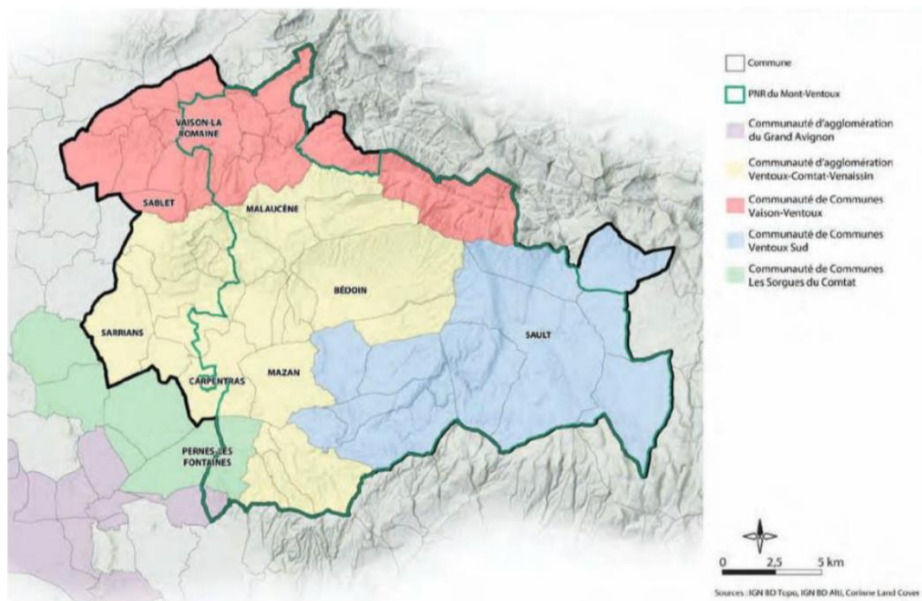 VAISON-LA
ROMAINE
SABLET
MALAUCÈNE
BÉDOIN
SARRIANS
SAULT
MAZAN
CARPENTRAS
PERNES-LES
FONTAINES
Commune
PNR du Mont-Ventoux
Communauté d'agglomération
du Grand Avignon
Communauté d'agglomération
Ventoux-Comtat-Venaissin
Communauté de Communes
Vaison-Ventoux
Communauté de Communes
Ventoux Sud
Communauté de Communes
Les Sorgues du Comtat
0 2,5 5 km
Sources : IGN BD Topo, IGN BD Alti, Corinne Land Cover